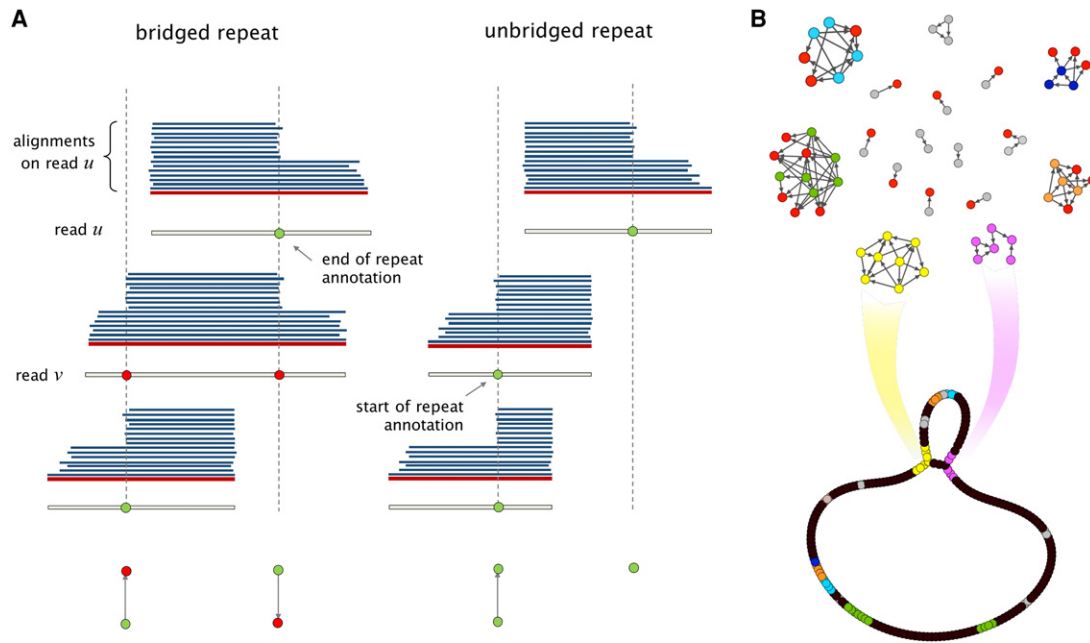 A
B
bridged repeat
unbridged repeat
alignments
on read u
read u
end of repeat
annotation
read v
start of repeat
annotation